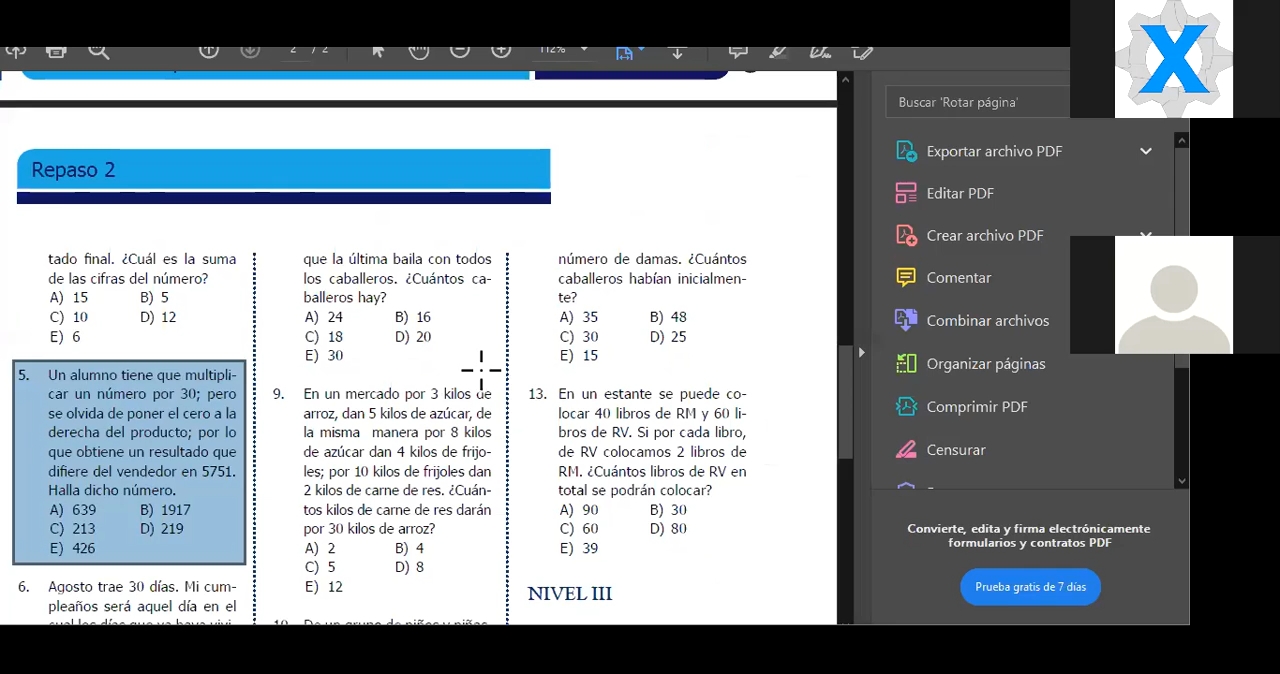 2 / 2
112%
Buscar 'Rotar página'
Exportar archivo PDF
Editar PDF
Crear archivo PDF
Comentar
Combinar archivos
Organizar páginas
Comprimir PDF
Censurar
Convierte, edita y firma electrónicamente
formularios y contratos PDF
Prueba gratis de 7 días
X
Repaso 2
tado final. ¿Cuál es la suma
de las cifras del número?
A) 15 B) 5
C) 10 D) 12
E) 6
5. Un alumno tiene que multipli-
car un número por 30; pero
se olvida de poner el cero a la
derecha del producto; por lo
que obtiene un resultado que
difiere del vendedor en 5751.
Halla dicho número.
A) 639 B) 1917
C) 213 D) 219
E) 426
6. Agosto trae 30 días. Mi cum-
pleaños será aquel día en el
que la última baila con todos
los caballeros. ¿Cuántos ca-
balleros hay?
A) 24 B) 16
C) 18 D) 20
E) 30
9. En un mercado por 3 kilos de
arroz, dan 5 kilos de azúcar, de
la misma manera por 8 kilos
de azúcar dan 4 kilos de frijo-
les; por 10 kilos de frijoles dan
2 kilos de carne de res. ¿Cuán-
tos kilos de carne de res darán
por 30 kilos de arroz?
A) 2 B) 4
C) 5 D) 8
E) 12
número de damas. ¿Cuántos
caballeros habían inicialmen-
te?
A) 35 B) 48
C) 30 D) 25
E) 15
13. En un estante se puede co-
locar 40 libros de RM y 60 li-
bros de RV. Si por cada libro,
de RV colocamos 2 libros de
RM. ¿Cuántos libros de RV en
total se podrán colocar?
A) 90 B) 30
C) 60 D) 80
E) 39
NIVEL III